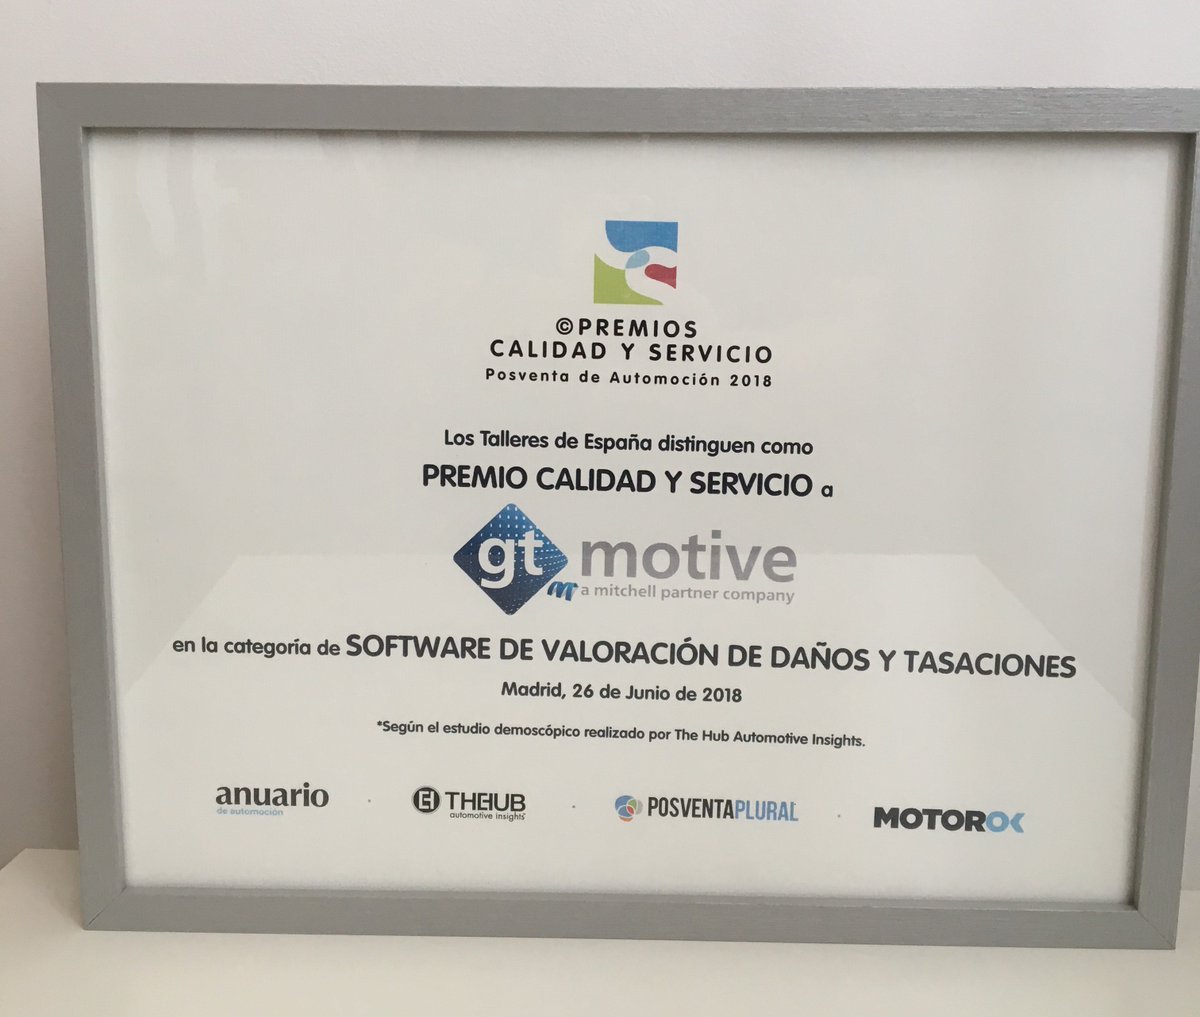 ©PREMIOS
CALIDAD Y SERVICIO
Posventa de Automoción 2018
Los Talleres de España distinguen como
PREMIO CALIDAD Y SERVICIO a
gt motive
m a mitchell partner company
en la categoría de SOFTWARE DE VALORACIÓN DE DAÑOS Y TASACIONES
Madrid, 26 de Junio de 2018
*Según el estudio demoscópico realizado por The Hub Automotive Insights.
anuario
de automoción
THEHUB
automotive insights
POSVENTAPLURAL
MOTOROK